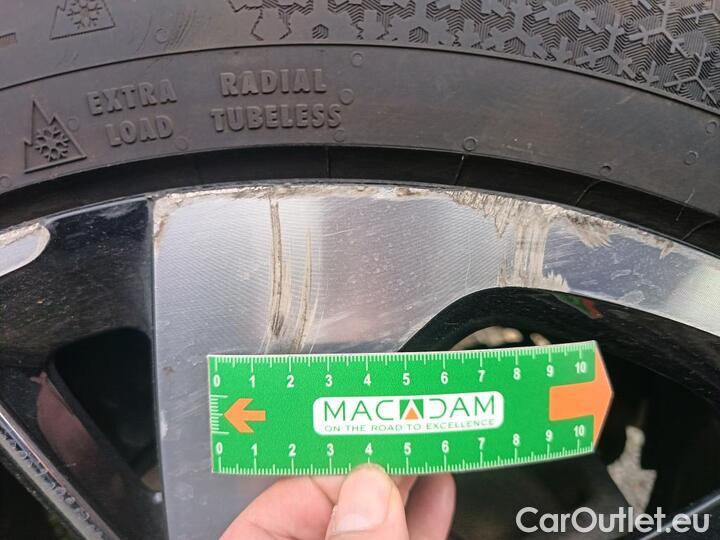 EXTRA LOAD
RADIAL TUBELESS
0 1 2 3 4 5 6 7 8 9 10
MACADAM
ON THE ROAD TO EXCELLENCE
0 1 2 3 4 5 6 7 8 9 10
CarOutlet.eu